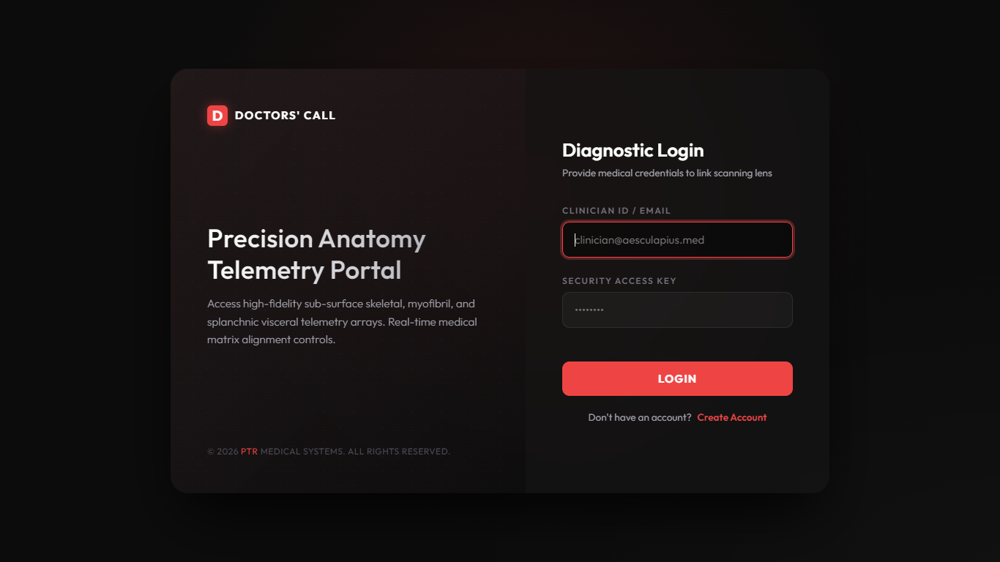 D DOCTORS' CALL
Precision Anatomy
Telemetry Portal
Access high-fidelity sub-surface skeletal, myofibril, and
splanchnic visceral telemetry arrays. Real-time medical
matrix alignment controls.
© 2026 PTR MEDICAL SYSTEMS. ALL RIGHTS RESERVED.
Diagnostic Login
Provide medical credentials to link scanning lens
CLINICIAN ID / EMAIL
clinician@aesculapius.med
SECURITY ACCESS KEY
••••••••
LOGIN
Don't have an account? Create Account